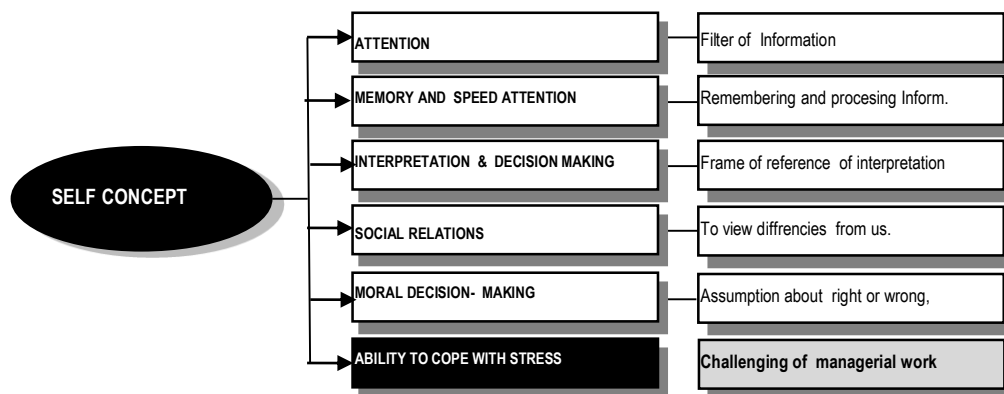 ATTENTION
Filter of Information
MEMORY AND SPEED ATTENTION
Remembering and procesing Inform.
INTERPRETATION & DECISION MAKING
Frame of reference of interpretation
SELF CONCEPT
SOCIAL RELATIONS
To view diffrencies from us.
MORAL DECISION- MAKING
Assumption about right or wrong,
ABILITY TO COPE WITH STRESS
Challenging of managerial work